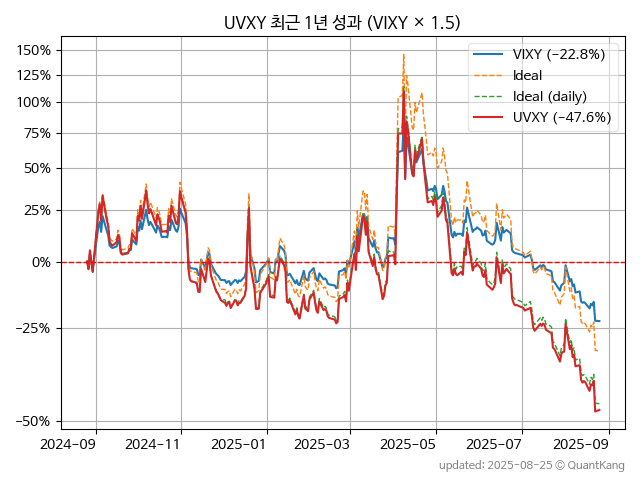 UVXY 최근 1년 성과 (VIXY × 1.5)
150%
125%
100%
75%
50%
25%
0%
−25%
−50%
VIXY (−22.8%)
Ideal
Ideal (daily)
UVXY (−47.6%)
2024-09
2024-11
2025-01
2025-03
2025-05
2025-07
2025-09
updated: 2025-08-25 ⓒ QuantKang